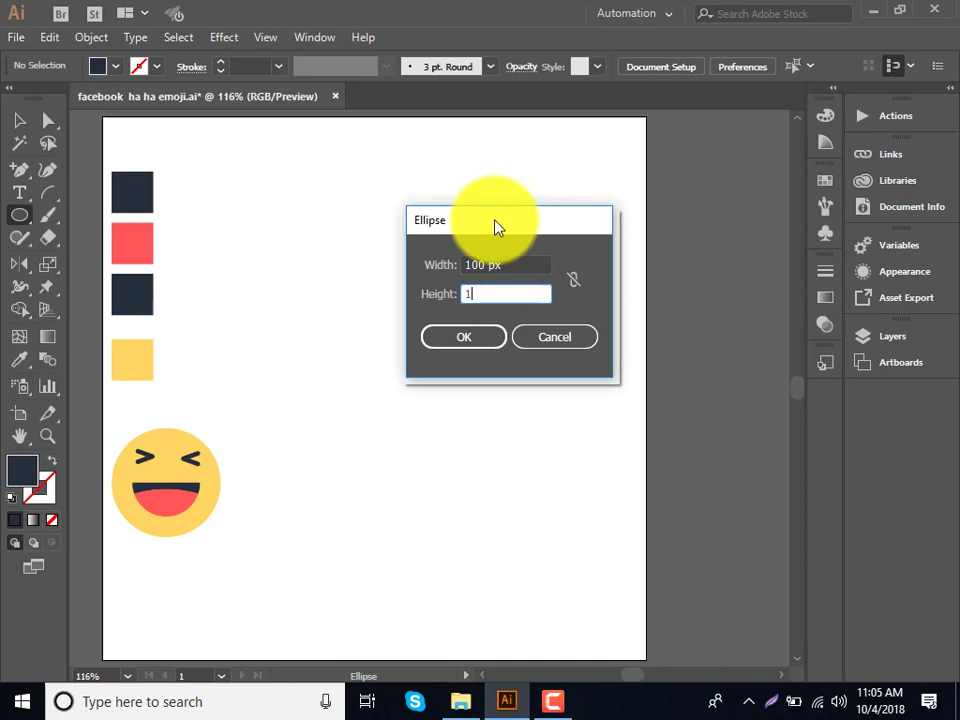 Ai Br St Automation Search Adobe Stock
File Edit Object Type Select Effect View Window Help
No Selection Stroke: 3 pt. Round Opacity Style: Document Setup Preferences
facebook ha ha emoji.ai* @ 116% (RGB/Preview)
Actions
Links
Libraries
Document Info
Variables
Appearance
Asset Export
Layers
Artboards
Ellipse
Width: 100 px
Height: 1
OK Cancel
116% 1 Ellipse
Type here to search
Ai
11:05 AM
10/4/2018